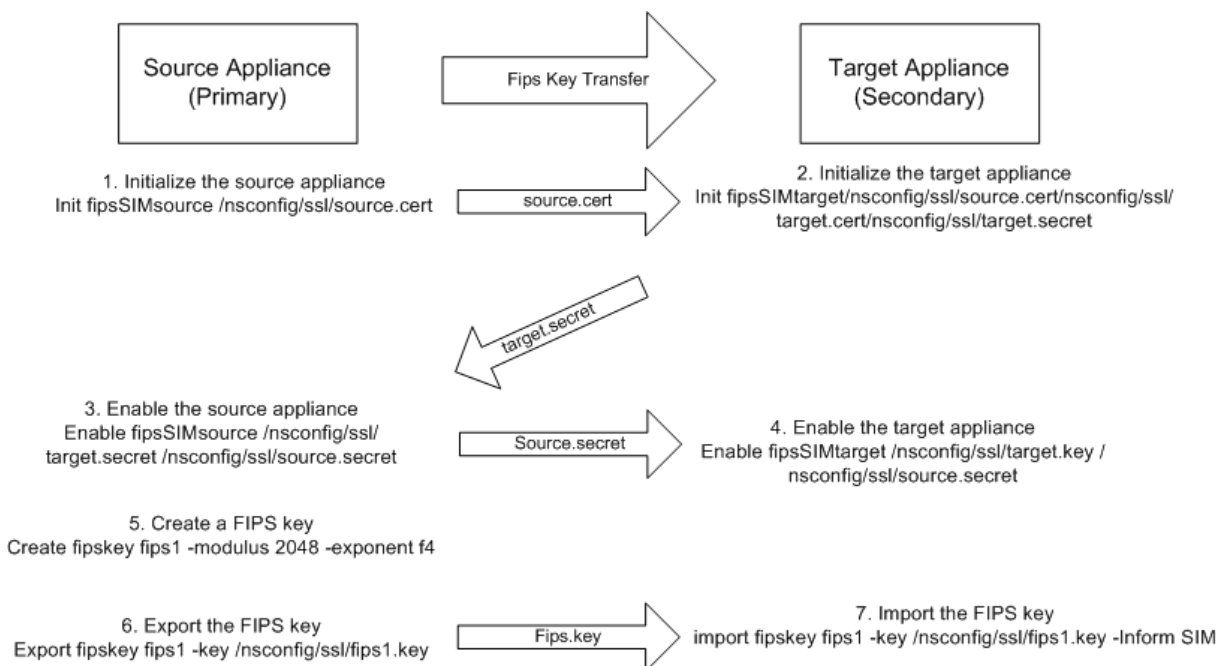 Source Appliance
(Primary)
Fips Key Transfer
Target Appliance
(Secondary)
1. Initialize the source appliance
Init fipsSIMsource /nsconfig/ssl/source.cert
source.cert
2. Initialize the target appliance
Init fipsSIMtarget/nsconfig/ssl/source.cert/nsconfig/ssl/
target.cert/nsconfig/ssl/target.secret
target.secret
3. Enable the source appliance
Enable fipsSIMsource /nsconfig/ssl/
target.secret /nsconfig/ssl/source.secret
Source.secret
4. Enable the target appliance
Enable fipsSIMtarget /nsconfig/ssl/target.key /
nsconfig/ssl/source.secret
5. Create a FIPS key
Create fipskey fips1 -modulus 2048 -exponent f4
6. Export the FIPS key
Export fipskey fips1 -key /nsconfig/ssl/fips1.key
Fips.key
7. Import the FIPS key
import fipskey fips1 -key /nsconfig/ssl/fips1.key -Inform SIM